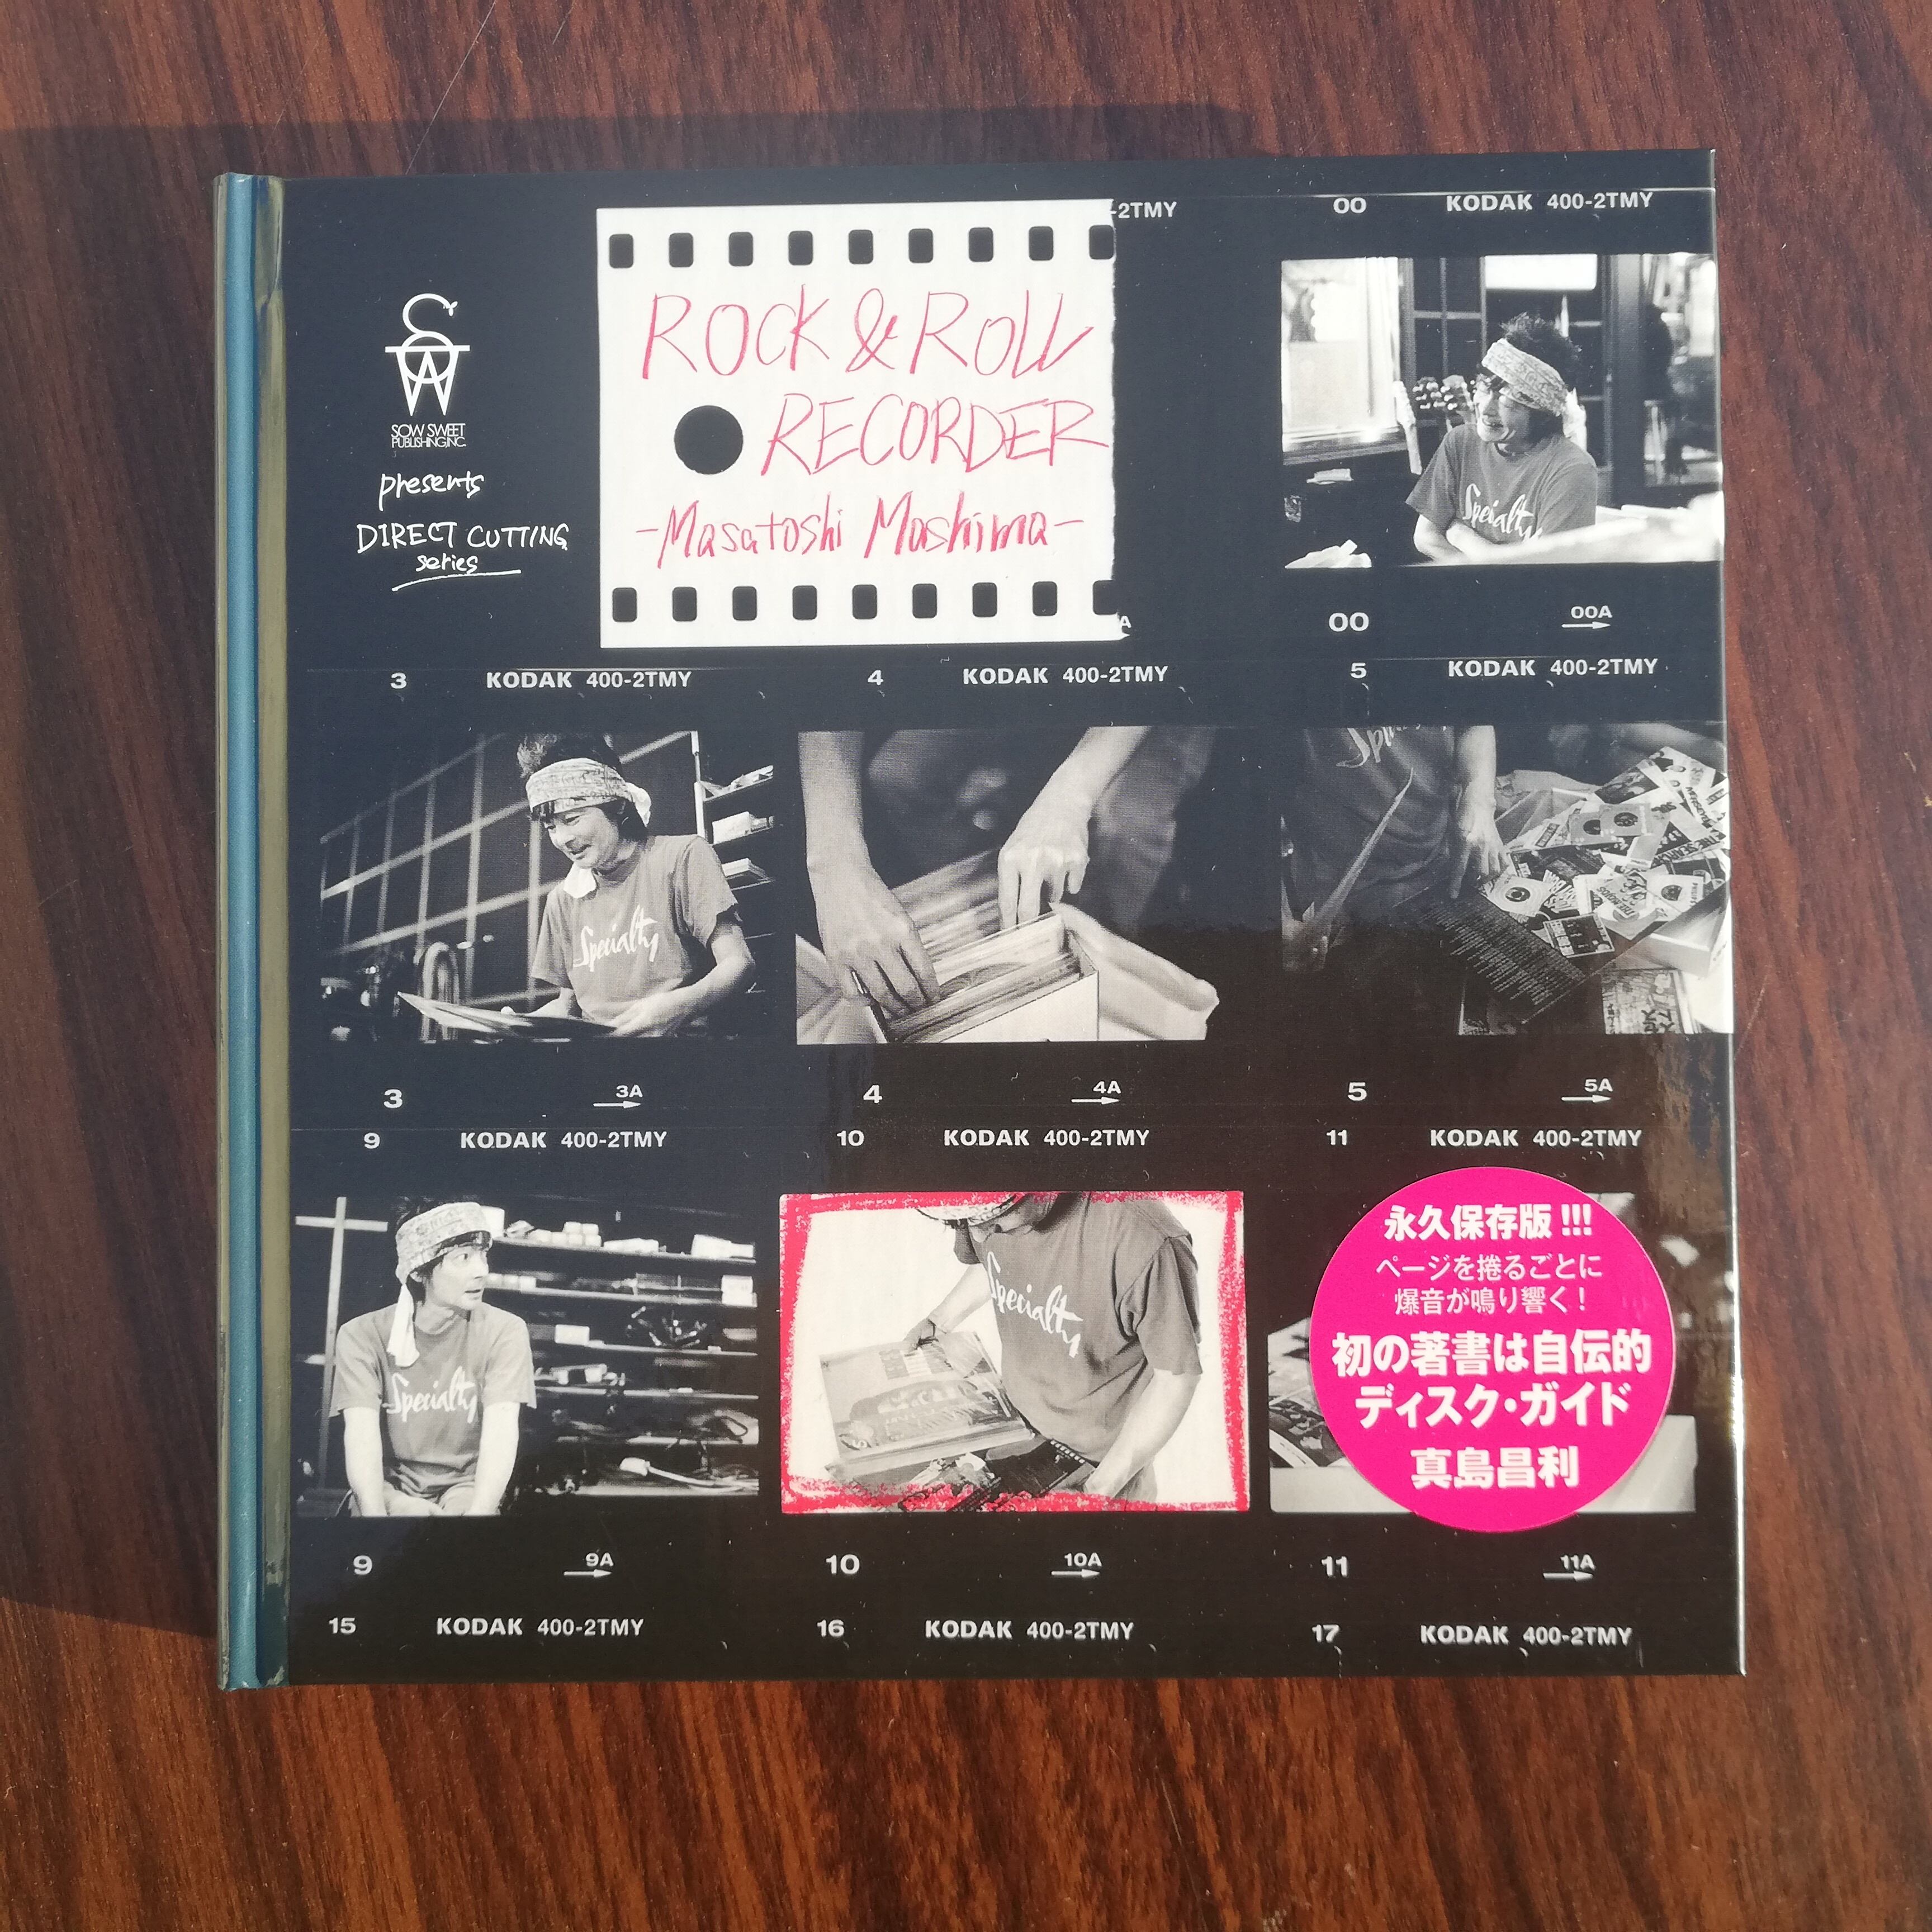 -2TMY
00 KODAK 400-2TMY
SOW SWEET
PUBLISHING INC.
presents
DIRECT CUTTING
series
ROCK & ROLL
RECORDER
-Masatoshi Mashima-
Specialty
A
00 00A
3 KODAK 400-2TMY 4 KODAK 400-2TMY 5 KODAK 400-2TMY
Specialty
3 3A 4 4A 5 5A
9 KODAK 400-2TMY 10 KODAK 400-2TMY 11 KODAK 400-2TMY
Specialty
Specialty
永久保存版!!!
ページを捲るごとに
爆音が鳴り響く!
初の著書は自伝的
ディスク・ガイド
真島昌利
9 9A 10 10A 11 11A
15 KODAK 400-2TMY 16 KODAK 400-2TMY 17 KODAK 400-2TMY